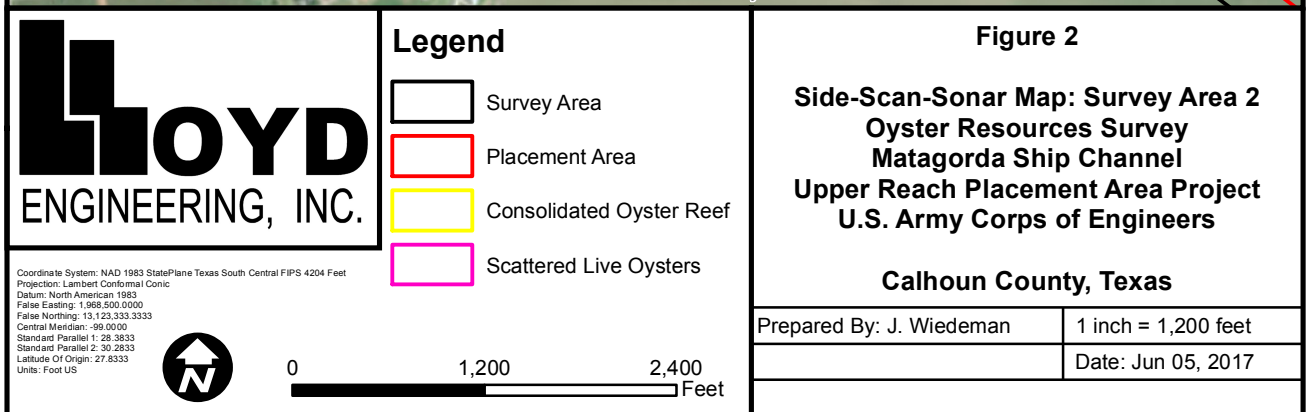 LLOYD
ENGINEERING, INC.
Coordinate System: NAD 1983 StatePlane Texas South Central FIPS 4204 Feet
Projection: Lambert Conformal Conic
Datum: North American 1983
False Easting: 1,968,500.0000
False Northing: 13,123,333.3333
Central Meridian: -99.0000
Standard Parallel 1: 28.3833
Standard Parallel 2: 30.2833
Latitude Of Origin: 27.8333
Units: Foot US
N
Legend
Survey Area
Placement Area
Consolidated Oyster Reef
Scattered Live Oysters
0 1,200 2,400
Feet
Figure 2
Side-Scan-Sonar Map: Survey Area 2
Oyster Resources Survey
Matagorda Ship Channel
Upper Reach Placement Area Project
U.S. Army Corps of Engineers
Calhoun County, Texas
Prepared By: J. Wiedeman
1 inch = 1,200 feet
Date: Jun 05, 2017